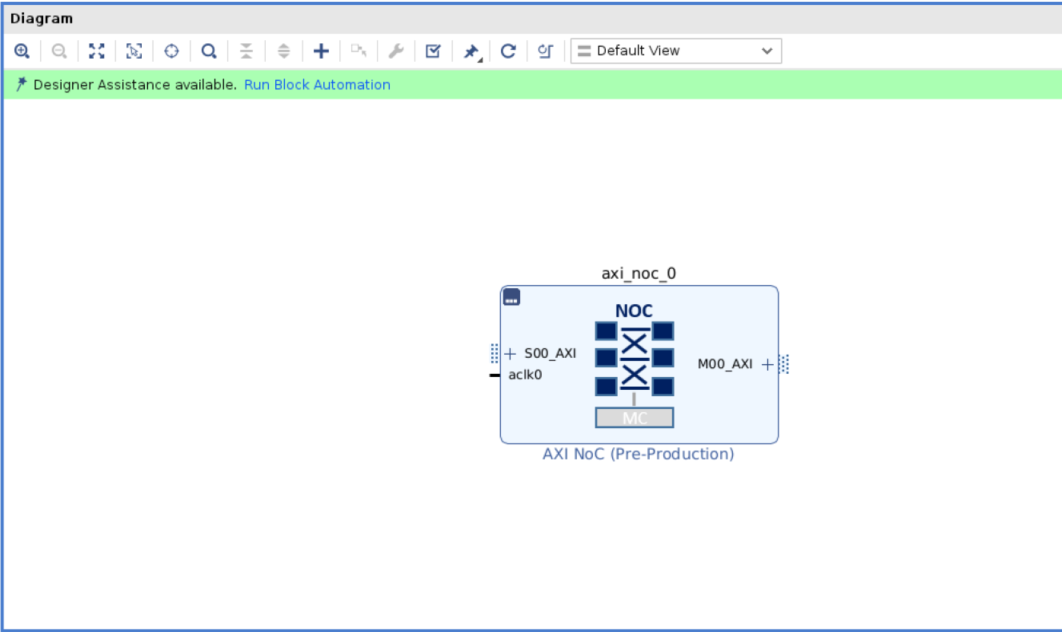 Diagram
Default View
Designer Assistance available. Run Block Automation
axi_noc_0
NOC
S00_AXI
M00_AXI
aclk0
MC
AXI NoC (Pre-Production)